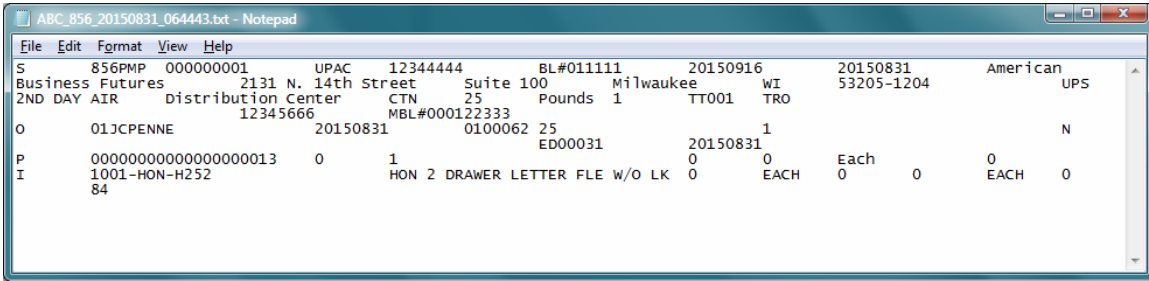 ABC_856_20150831_064443.txt - Notepad
File Edit Format View Help
S 856PMP 000000001 UPAC 12344444 BL#011111 20150916 20150831 American
Business Futures 2131 N. 14th Street Suite 100 Milwaukee WI 53205-1204 UPS
2ND DAY AIR Distribution Center CTN 25 Pounds 1 TT001 TRO
12345666 MBL#000122333
O 01JCPENNE 20150831 0100062 25 1 N
ED00031 20150831
P 00000000000000000013 0 1 0 0 Each 0
I 1001-HON-H252 HON 2 DRAWER LETTER FLE W/O LK 0 EACH 0 0 EACH 0
84